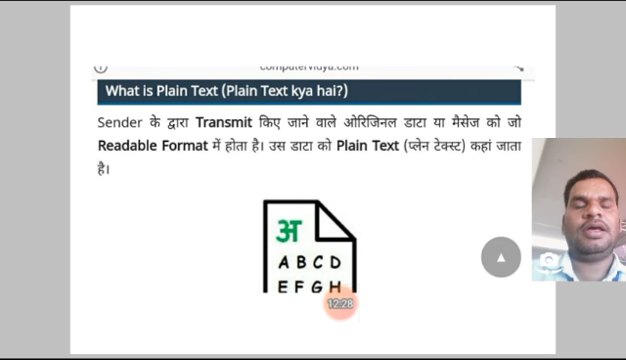 computervidya.com
What is Plain Text (Plain Text kya hai?)
Sender के द्वारा Transmit किए जाने वाले ओरिजिनल डाटा या मैसेज को जो
Readable Format में होता है। उस डाटा को Plain Text (प्लेन टेक्स्ट) कहां जाता
है।
अ
A B C D
E F G H
12:28